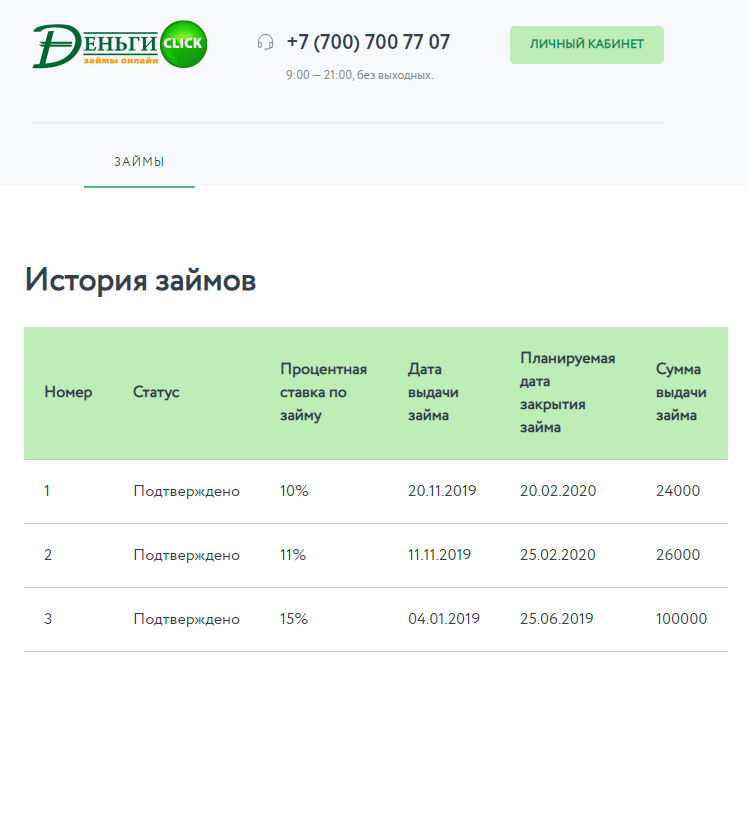 Деньги CLICK
займы онлайн
+7 (700) 700 77 07
9:00 — 21:00, без выходных.
ЛИЧНЫЙ КАБИНЕТ
ЗАЙМЫ
История займов
Номер
Статус
Процентная
ставка по
займу
Дата
выдачи
займа
Планируемая
дата
закрытия
займа
Сумма
выдачи
займа
1 Подтверждено 10% 20.11.2019 20.02.2020 24000
2 Подтверждено 11% 11.11.2019 25.02.2020 26000
3 Подтверждено 15% 04.01.2019 25.06.2019 100000